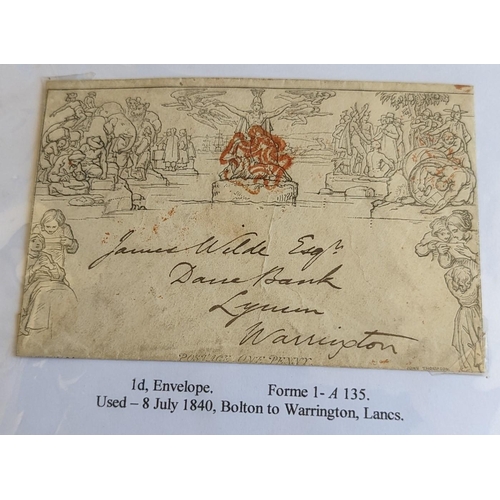 James Wilde Esqr.
Dane Bank
Lymm
Warrington
POSTAGE ONE PENNY.
1d, Envelope. Forme 1- A 135.
Used – 8 July 1840, Bolton to Warrington, Lancs.